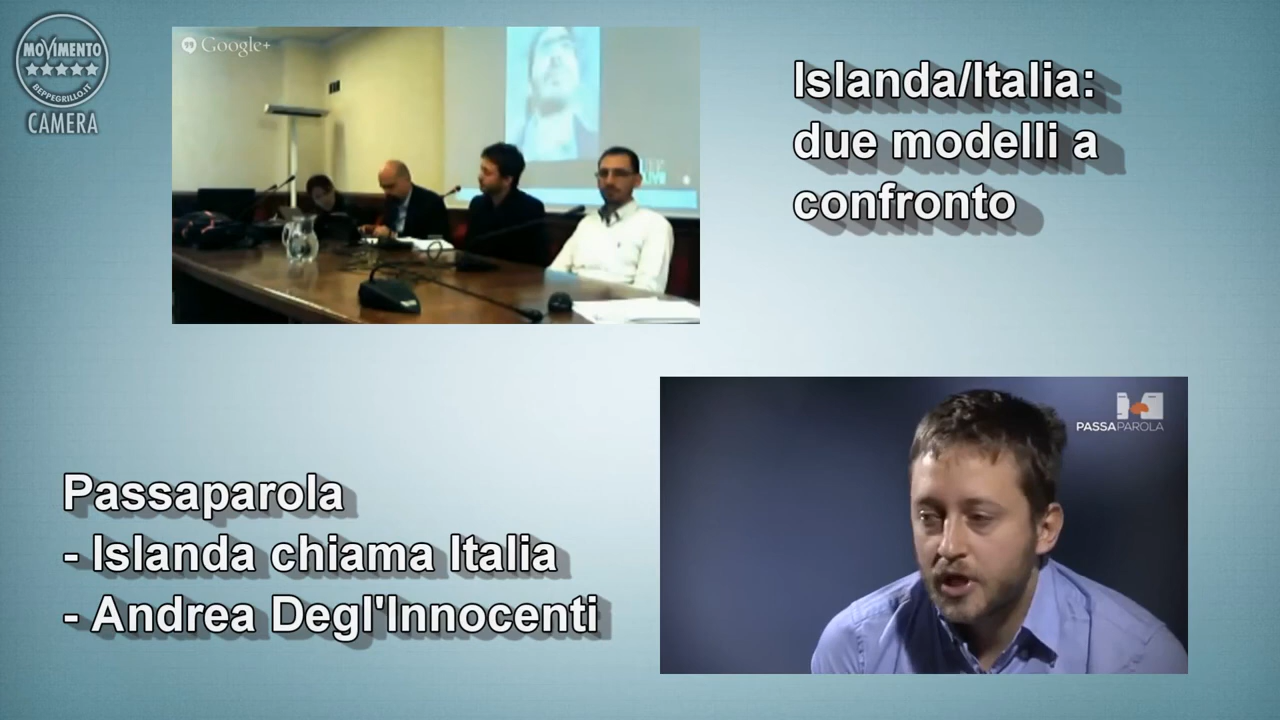 MOVIMENTO
BEPPEGRILLO.IT
CAMERA
Google+
Islanda/Italia:
due modelli a
confronto
PASSAPAROLA
Passaparola
- Islanda chiama Italia
- Andrea Degl'Innocenti